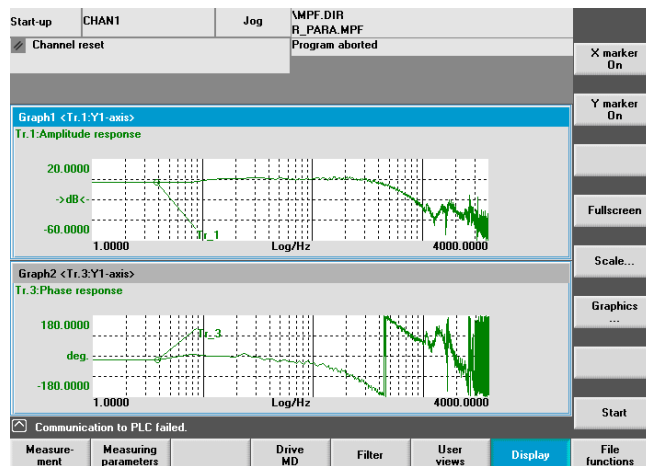 Start-up CHAN1 Jog \MPF.DIR
R_PARA.MPF
Channel reset Program aborted
X marker
On
Y marker
On
Graph1 <Tr.1:Y1-axis>
Tr.1:Amplitude response
20.0000
->dB<-
-60.0000
Tr_1
1.0000 Log/Hz 4000.0000
Fullscreen
Scale...
Graph2 <Tr.3:Y1-axis>
Tr.3:Phase response
180.0000
Tr_3
deg.
-180.0000
1.0000 Log/Hz 4000.0000
Graphics
...
Start
Communication to PLC failed.
Measure-
ment
Measuring
parameters
Drive
MD
Filter
User
views
Display
File
functions